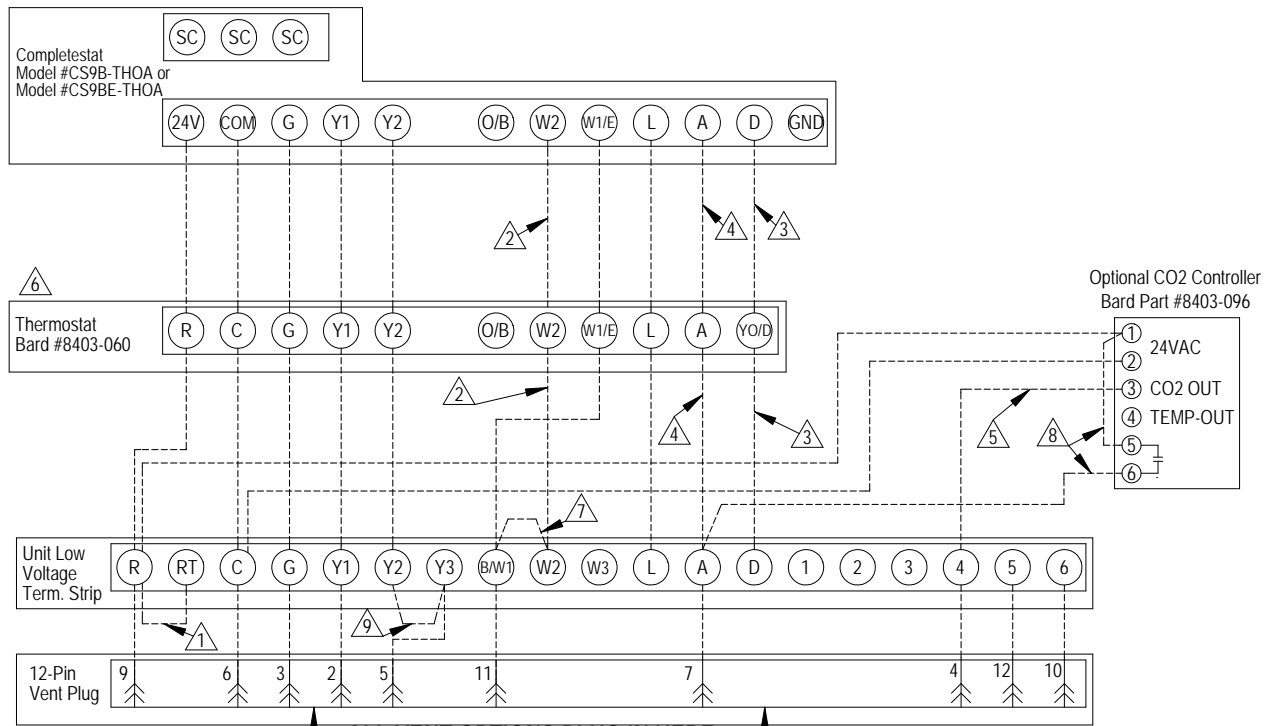 SC SC SC
Completestat
Model #CS9B-THOA or
Model #CS9BE-THOA
24V COM G Y1 Y2 O/B W2 W1/E L A D GND
2 4 3
6
Optional CO2 Controller
Bard Part #8403-096
Thermostat
Bard #8403-060
R C G Y1 Y2 O/B W2 W1/E L A YO/D
1 24VAC
2
3 CO2 OUT
4 TEMP-OUT
5
6
2 4 3 5 8
7
Unit Low
Voltage
Term. Strip
R RT C G Y1 Y2 Y3 B/W1 W2 W3 L A D 1 2 3 4 5 6
1 9
12-Pin
Vent Plug
9 6 3 2 5 11 7 4 12 10